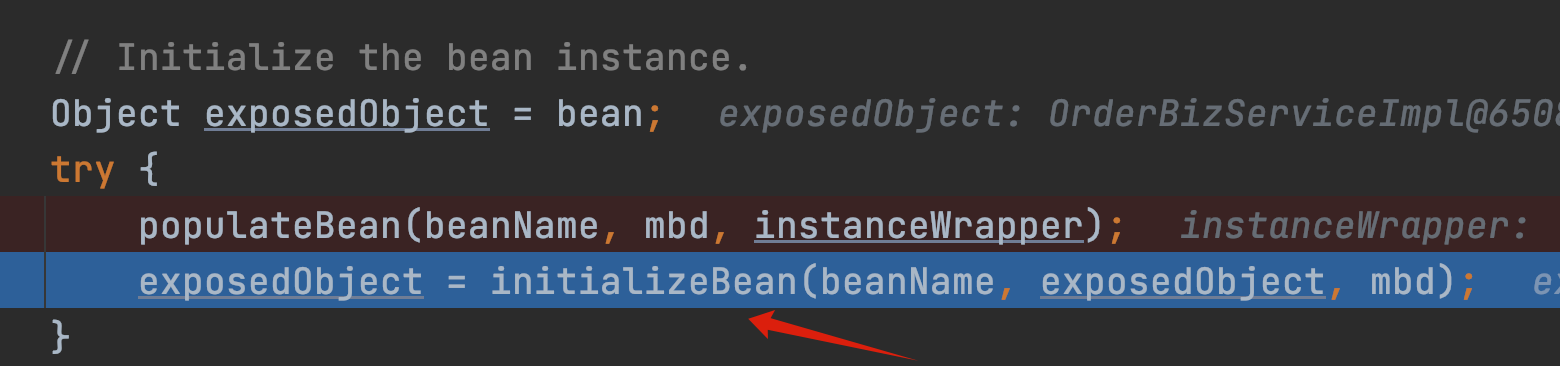 // Initialize the bean instance.
Object exposedObject = bean; exposedObject: OrderBizServiceImpl@6508
try {
populateBean(beanName, mbd, instanceWrapper); instanceWrapper:
exposedObject = initializeBean(beanName, exposedObject, mbd); ex
}